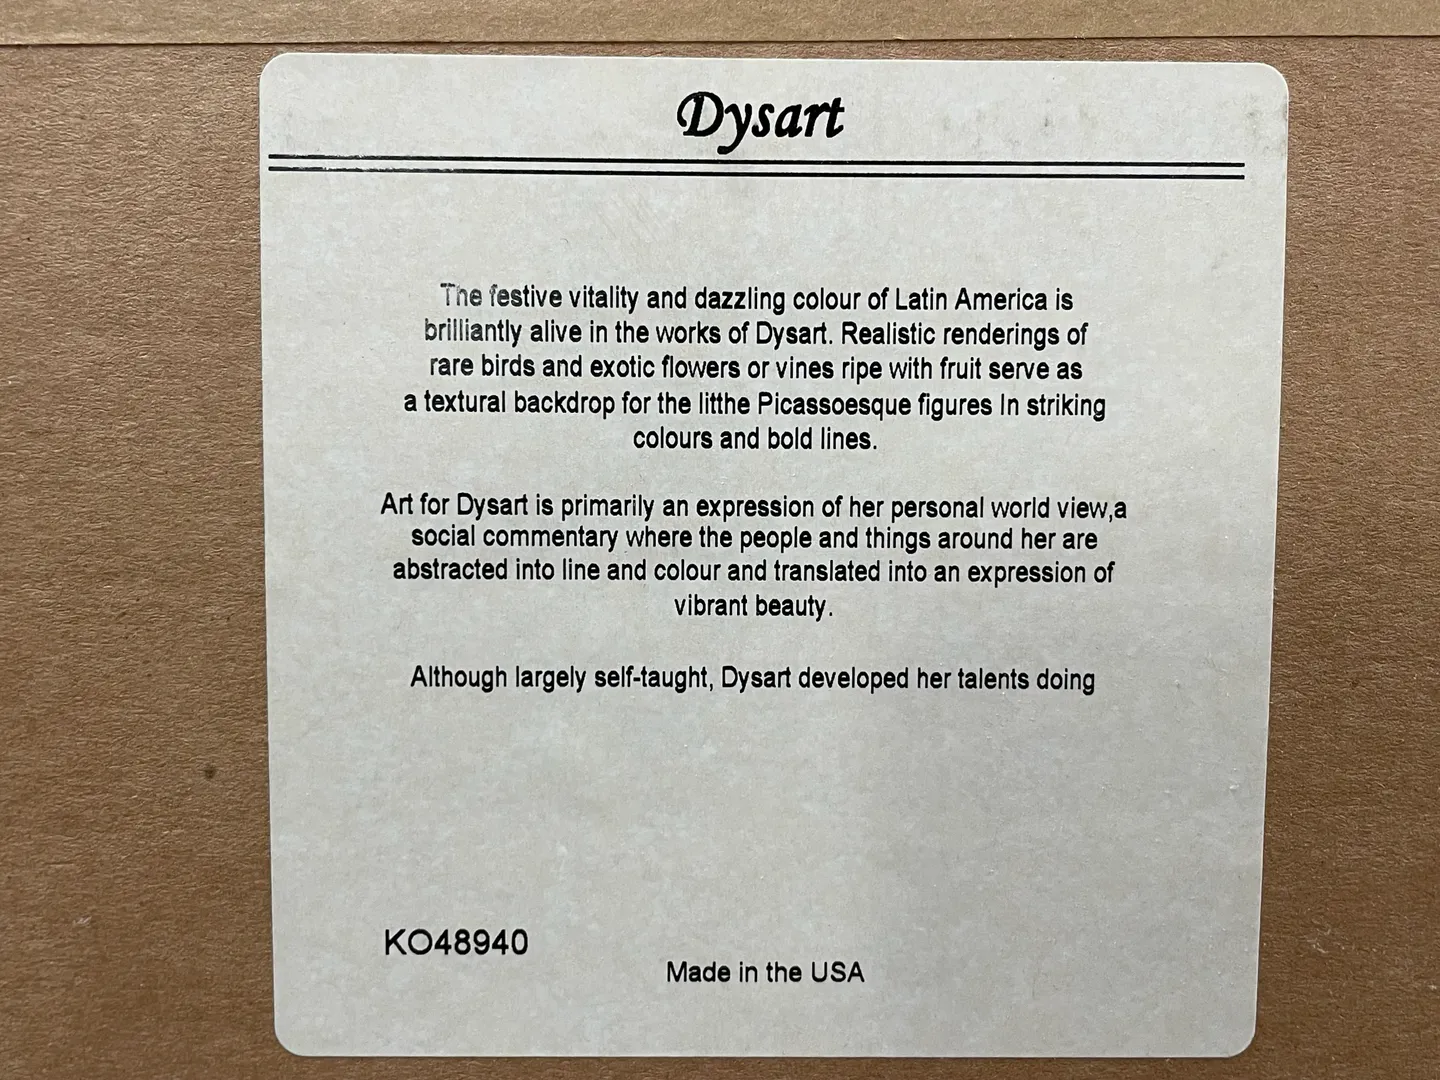 Dysart
The festive vitality and dazzling colour of Latin America is
brilliantly alive in the works of Dysart. Realistic renderings of
rare birds and exotic flowers or vines ripe with fruit serve as
a textural backdrop for the litthe Picassoesque figures In striking
colours and bold lines.
Art for Dysart is primarily an expression of her personal world view,a
social commentary where the people and things around her are
abstracted into line and colour and translated into an expression of
vibrant beauty.
Although largely self-taught, Dysart developed her talents doing
KO48940
Made in the USA